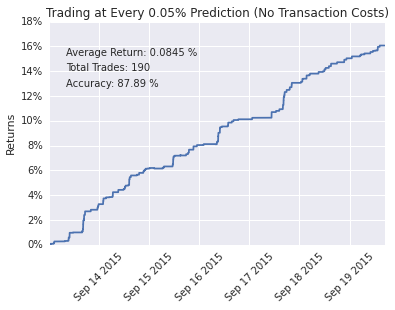 Trading at Every 0.05% Prediction (No Transaction Costs)
18%
16%
14%
12%
10%
8%
6%
4%
2%
0%
Returns
Average Return: 0.0845 %
Total Trades: 190
Accuracy: 87.89 %
Sep 14 2015
Sep 15 2015
Sep 16 2015
Sep 17 2015
Sep 18 2015
Sep 19 2015